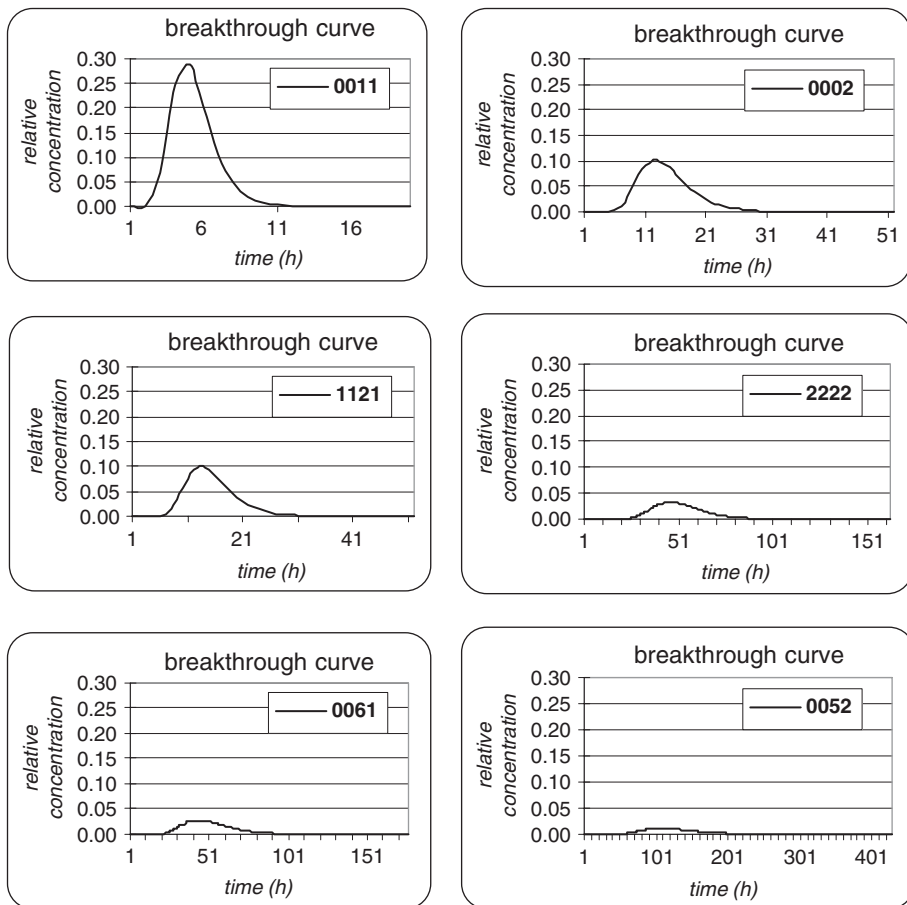 breakthrough curve
0011
relative
concentration
0.30
0.25
0.20
0.15
0.10
0.05
0.00
1 6 11 16
time (h)
breakthrough curve
0002
relative
concentration
0.30
0.25
0.20
0.15
0.10
0.05
0.00
1 11 21 31 41 51
time (h)
breakthrough curve
1121
relative
concentration
0.30
0.25
0.20
0.15
0.10
0.05
0.00
1 21 41
time (h)
breakthrough curve
2222
relative
concentration
0.30
0.25
0.20
0.15
0.10
0.05
0.00
1 51 101 151
time (h)
breakthrough curve
0061
relative
concentration
0.30
0.25
0.20
0.15
0.10
0.05
0.00
1 51 101 151
time (h)
breakthrough curve
0052
relative
concentration
0.30
0.25
0.20
0.15
0.10
0.05
0.00
1 101 201 301 401
time (h)